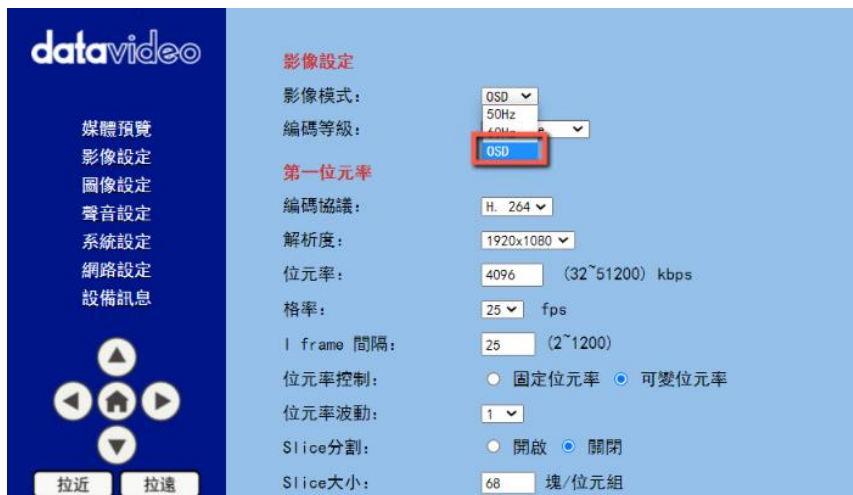 datavideo
媒體預覽
影像設定
圖像設定
聲音設定
系統設定
網路設定
設備訊息
拉近 拉遠
影像設定
影像模式： OSD
50Hz
60Hz
OSD
編碼等級：
第一位元率
編碼協議： H. 264
解析度： 1920x1080
位元率： 4096 (32~51200) kbps
格率： 25 fps
I frame 間隔： 25 (2~1200)
位元率控制： 固定位元率 可變位元率
位元率波動： 1
Slice分割： 開啟 關閉
Slice大小： 68 塊/位元組